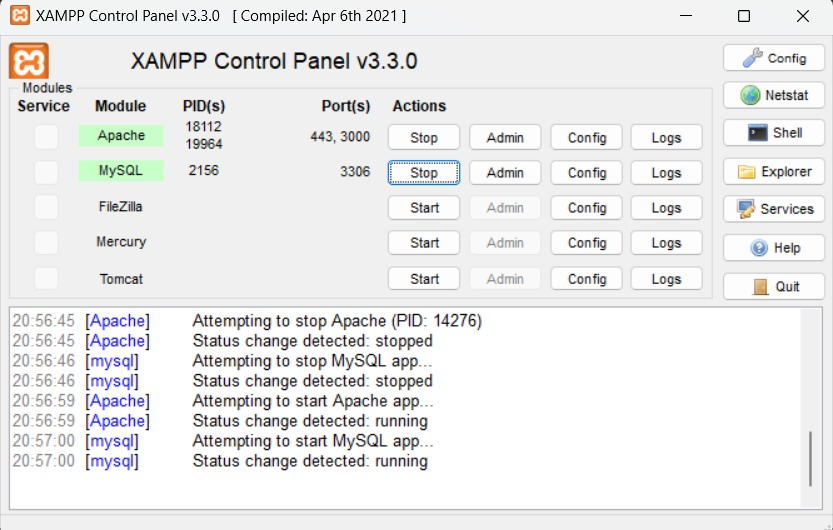 XAMPP Control Panel v3.3.0 [ Compiled: Apr 6th 2021 ]
XAMPP Control Panel v3.3.0
Config
Modules
Service Module PID(s) Port(s) Actions
Netstat
Apache 18112 19964 443, 3000 Stop Admin Config Logs
Shell
MySQL 2156 3306 Stop Admin Config Logs
Explorer
FileZilla Start Admin Config Logs
Services
Mercury Start Admin Config Logs
Help
Tomcat Start Admin Config Logs
Quit
20:56:45 [Apache] Attempting to stop Apache (PID: 14276)
20:56:45 [Apache] Status change detected: stopped
20:56:46 [mysql] Attempting to stop MySQL app...
20:56:46 [mysql] Status change detected: stopped
20:56:59 [Apache] Attempting to start Apache app...
20:56:59 [Apache] Status change detected: running
20:57:00 [mysql] Attempting to start MySQL app...
20:57:00 [mysql] Status change detected: running